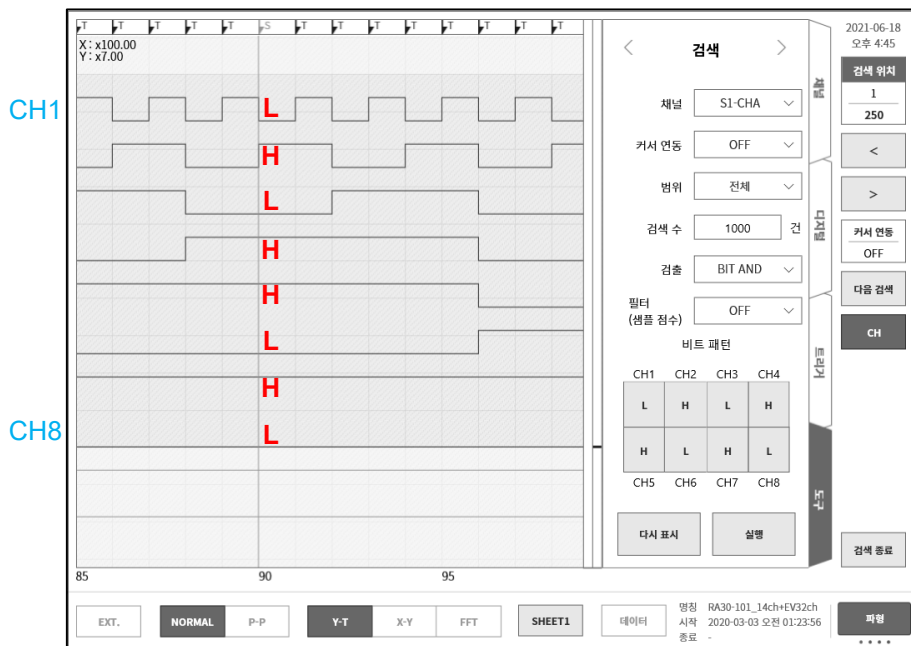 T T T T T S T T T T T T T T
X: x100.00
Y: x7.00
CH1
CH8
L
H
L
H
H
L
H
L
85 90 95
검색
채널 S1-CHA
커서 연동 OFF
범위 전체
검색 수 1000 건
검출 BIT AND
필터
(샘플 점수) OFF
비트 패턴
CH1 CH2 CH3 CH4
L H L H
H L H L
CH5 CH6 CH7 CH8
다시 표시 실행
채널
디지털
트리거
도구
2021-06-18
오후 4:45
검색 위치
1
250
<
>
커서 연동
OFF
다음 검색
CH
검색 종료
EXT. NORMAL P-P Y-T X-Y FFT SHEET1 데이터
명칭 RA30-101_14ch+EV32ch
시작 2020-03-03 오전 01:23:56
종료 -
파형